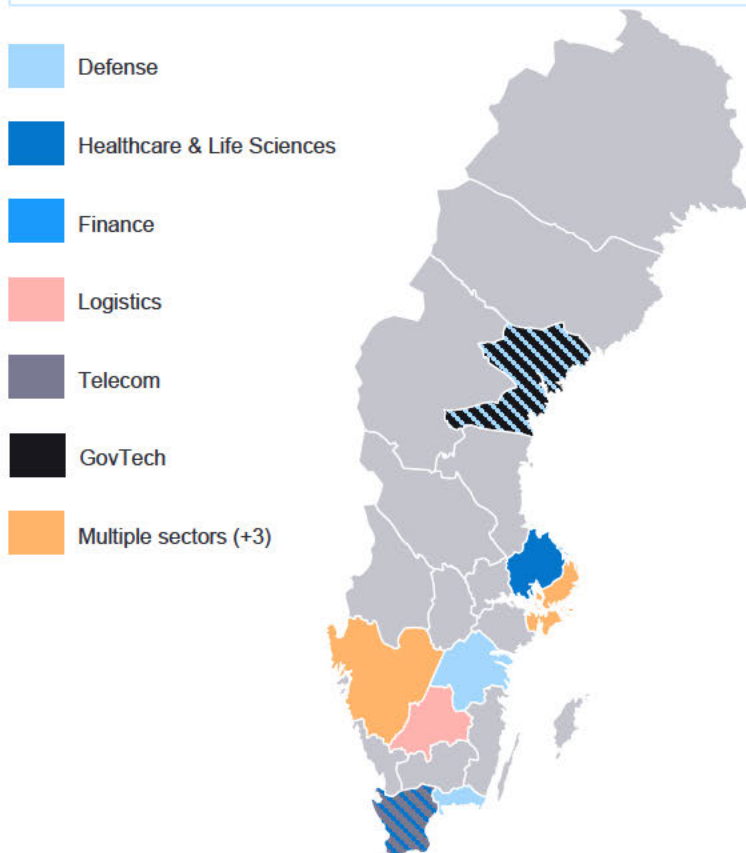 Defense
Healthcare & Life Sciences
Finance
Logistics
Telecom
GovTech
Multiple sectors (+3)